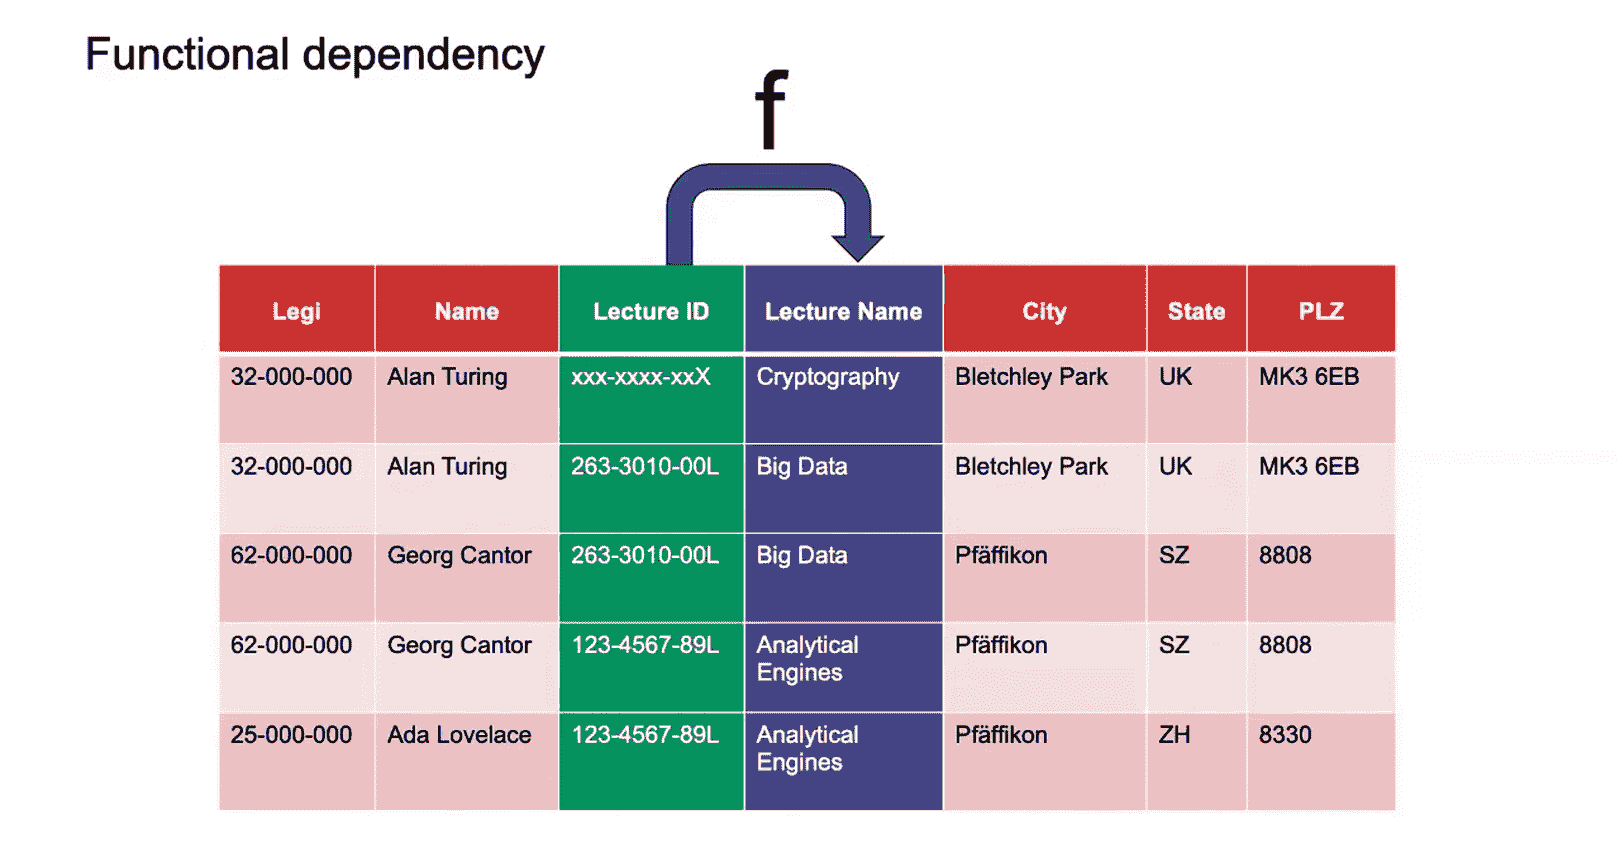 Functional dependency
f
Legi Name Lecture ID Lecture Name City State PLZ
32-000-000 Alan Turing xxx-xxxx-xxX Cryptography Bletchley Park UK MK3 6EB
32-000-000 Alan Turing 263-3010-00L Big Data Bletchley Park UK MK3 6EB
62-000-000 Georg Cantor 263-3010-00L Big Data Pfäffikon SZ 8808
62-000-000 Georg Cantor 123-4567-89L Analytical Pfäffikon SZ 8808
Engines
25-000-000 Ada Lovelace 123-4567-89L Analytical Pfäffikon ZH 8330
Engines